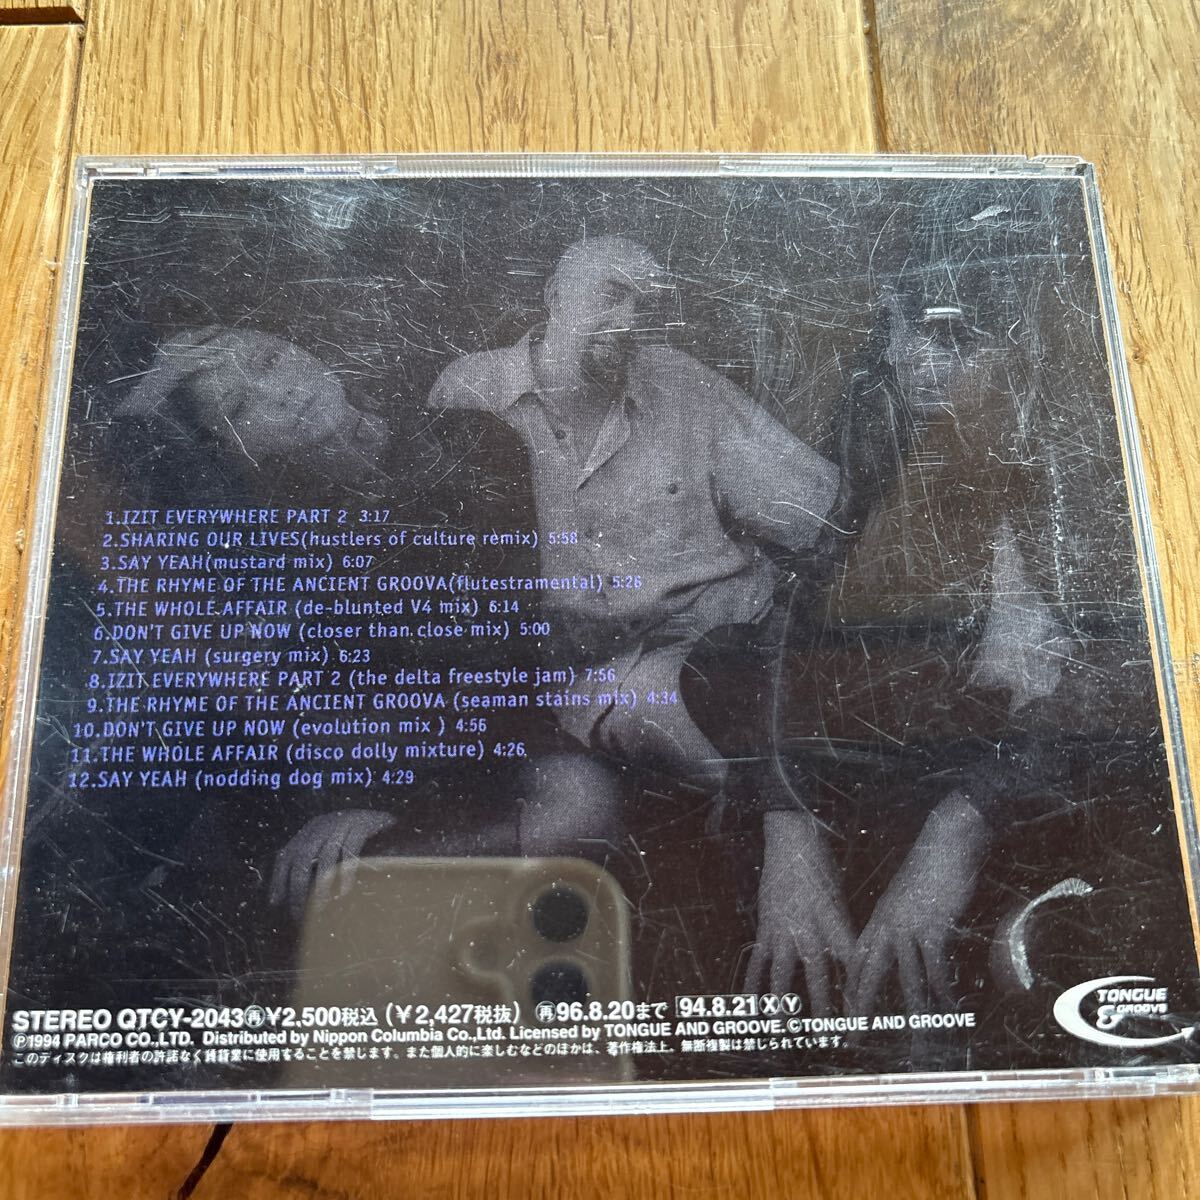 1.IZIT EVERYWHERE PART 2 3:17
2.SHARING OUR LIVES(hustlers of culture remix) 5:58
3.SAY YEAH(mustard mix) 6:07
4.THE RHYME OF THE ANCIENT GROOVA(flutestramental) 5:26
5.THE WHOLE AFFAIR (de-blunted V4 mix) 6:14
6.DON'T GIVE UP NOW (closer than close mix) 5:00
7.SAY YEAH (surgery mix) 6:23
8.IZIT EVERYWHERE PART 2 (the delta freestyle jam) 7:56
9.THE RHYME OF THE ANCIENT GROOVA (seaman stains mix) 4:34
10.DON'T GIVE UP NOW (evolution mix ) 4:56
11.THE WHOLE AFFAIR (disco dolly mixture) 4:26
12.SAY YEAH (nodding dog mix) 4:29
TONGUE
& GROOVE
STEREO QTCY-2043 再 ¥2,500税込 (¥2,427税抜) 再96.8.20まで 94.8.21ⓍⓎ
Ⓟ1994 PARCO CO.,LTD. Distributed by Nippon Columbia Co.,Ltd. Licensed by TONGUE AND GROOVE. ©TONGUE AND GROOVE
このディスクは権利者の許諾なく賃貸業に使用することを禁じます。また個人的に楽しむなどのほかは、著作権法上、無断複製は禁じられています。